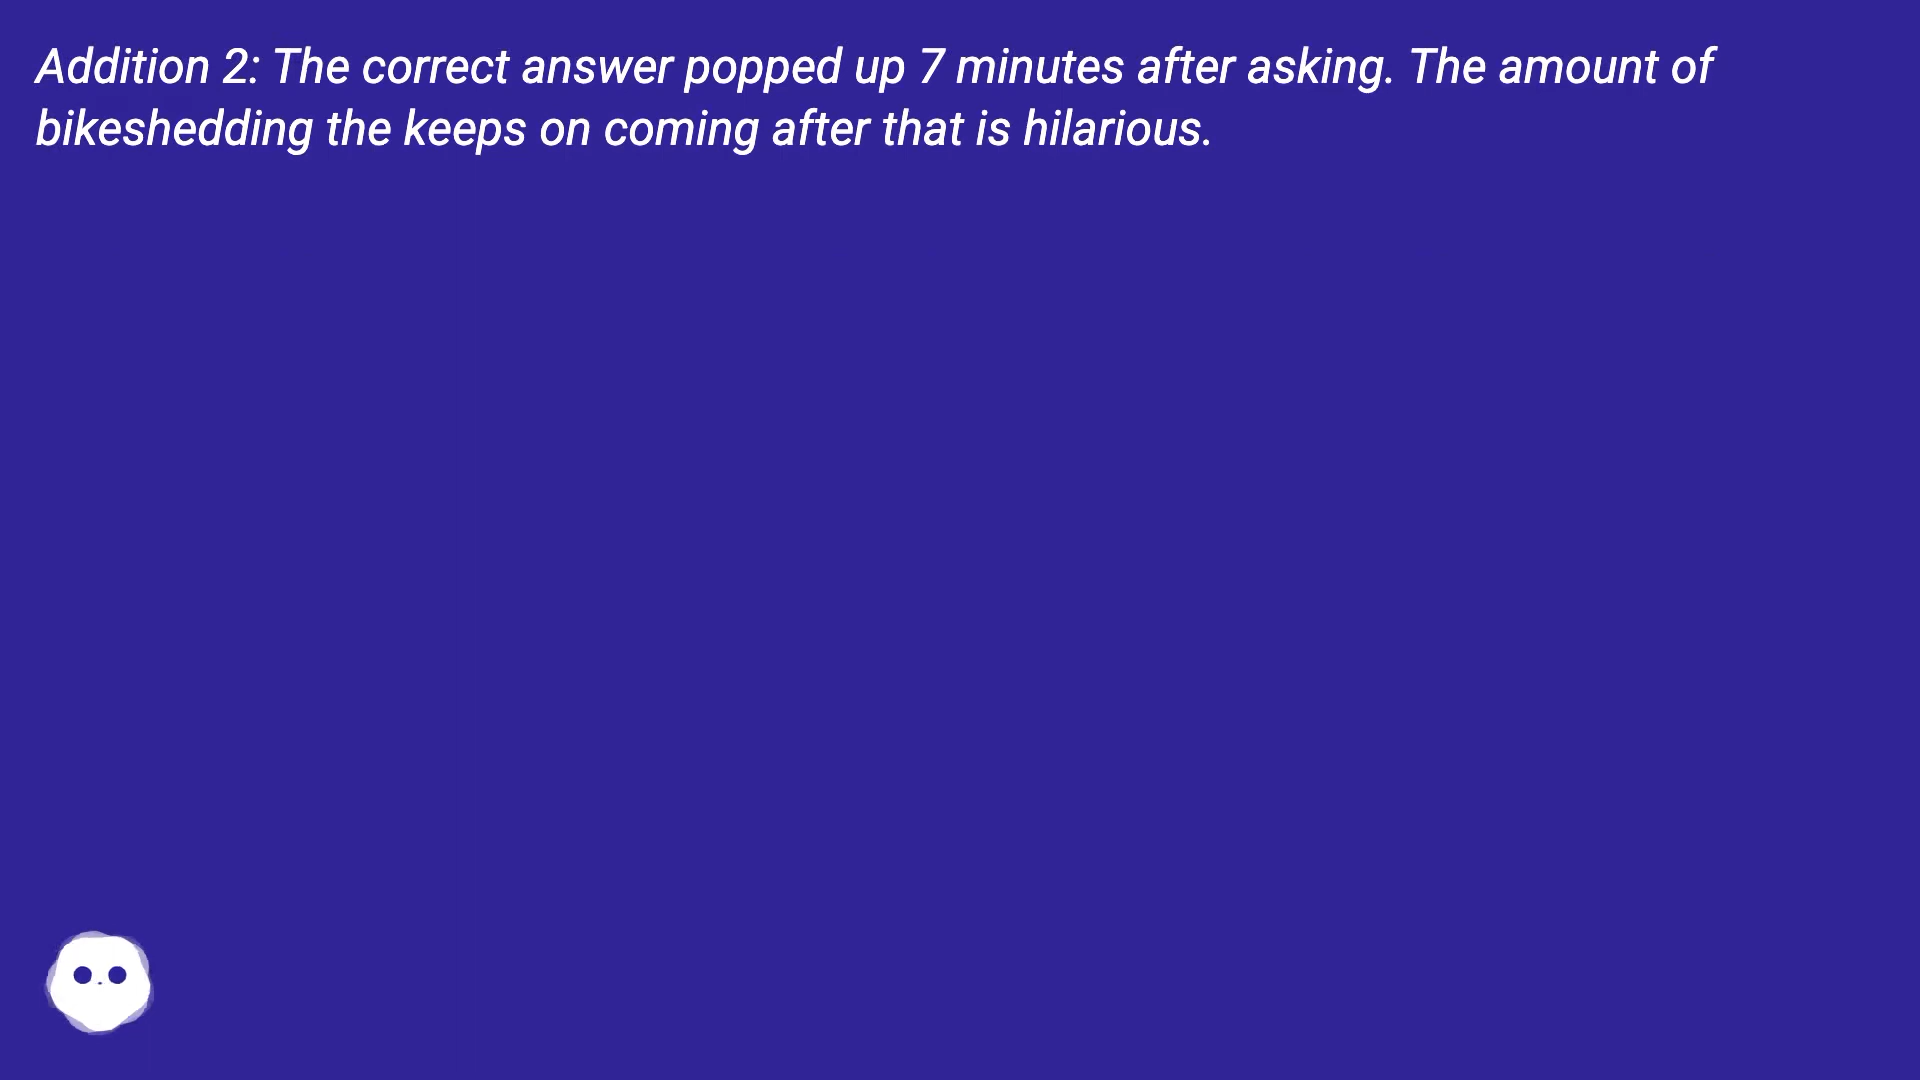 Addition 2: The correct answer popped up 7 minutes after asking. The amount of
bikeshedding the keeps on coming after that is hilarious.